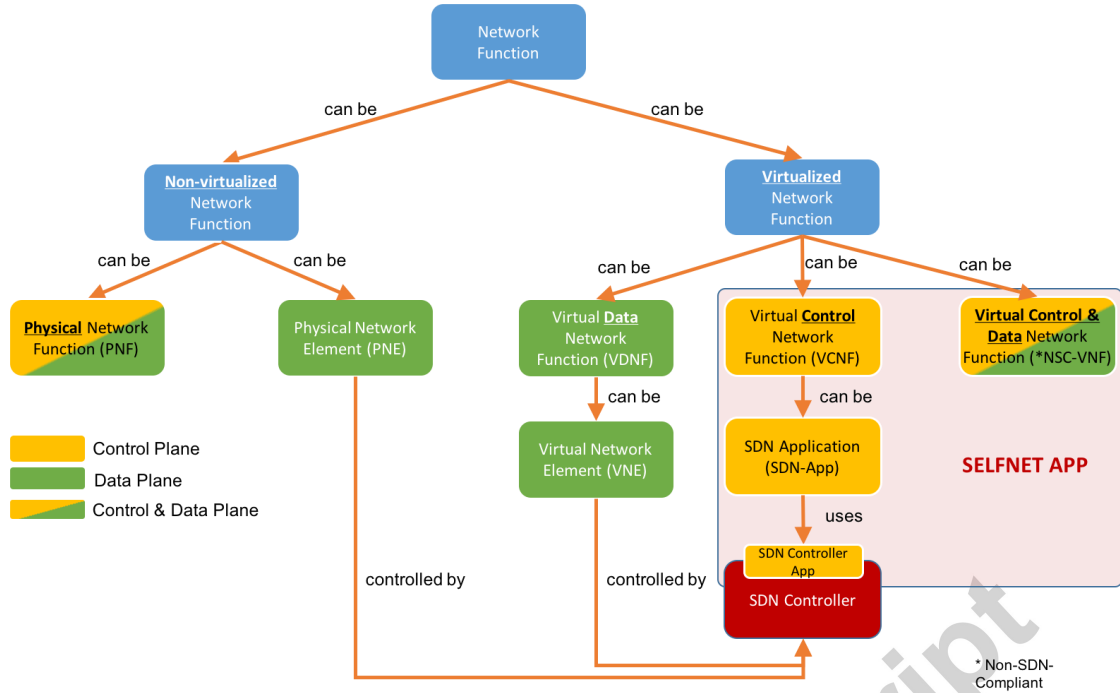 Network
Function
can be
can be
Non-virtualized
Network
Function
Virtualized
Network
Function
can be
can be
can be
can be
can be
Physical Network
Function (PNF)
Physical Network
Element (PNE)
Virtual Data
Network
Function (VDNF)
Virtual Control
Network
Function (VCNF)
Virtual Control &
Data Network
Function (*NSC-VNF)
can be
can be
Control Plane
Data Plane
Control & Data Plane
Virtual Network
Element (VNE)
SDN Application
(SDN-App)
SELFNET APP
uses
SDN Controller
App
controlled by
controlled by
SDN Controller
* Non-SDN-
Compliant